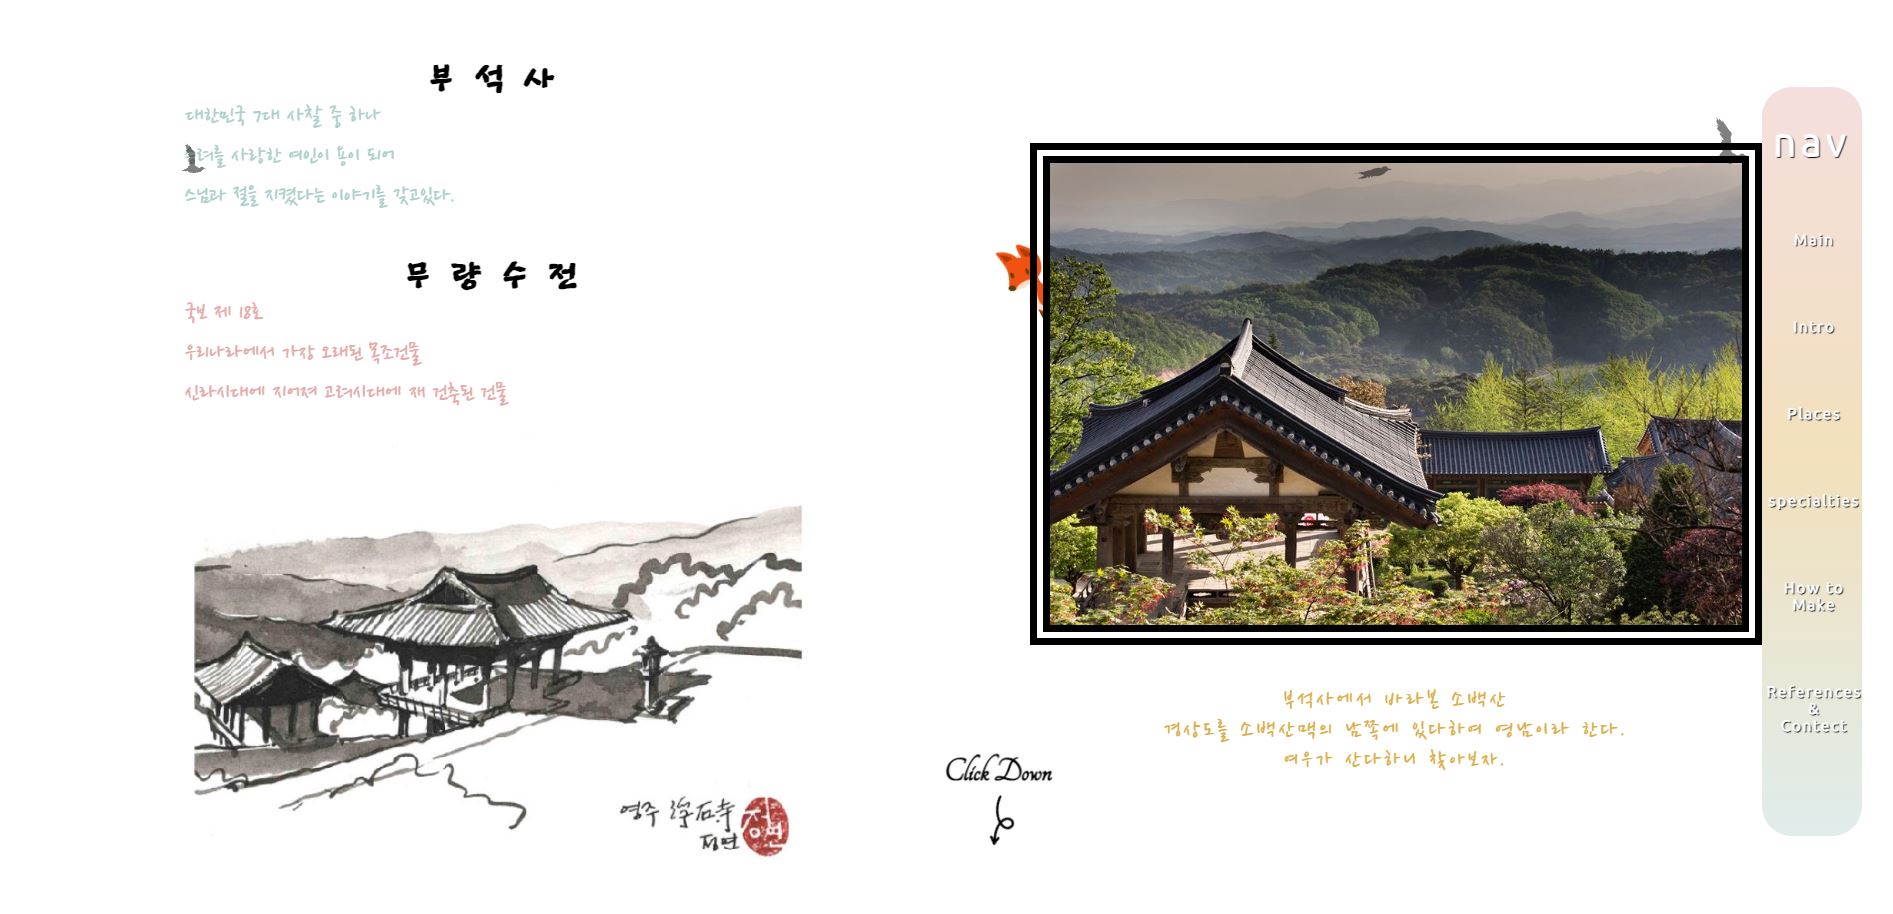 부석사
대한민국 7대 사찰 중 하나
려를 사랑한 여인이 용이 되어
스님과 절을 지켰다는 이야기를 갖고있다.
무량수전
국보 제 18호
우리나라에서 가장 오래된 목조건물
신라시대에 지어져 고려시대에 재 건축된 건물
영주 浮石寺
Click Down
부석사에서 바라본 소백산
경상도를 소백산맥의 남쪽에 있다하여 영남이라 한다.
여우가 산다하니 찾아보자.
nav
Main
Intro
Places
specialties
How to
Make
References
&
Contect